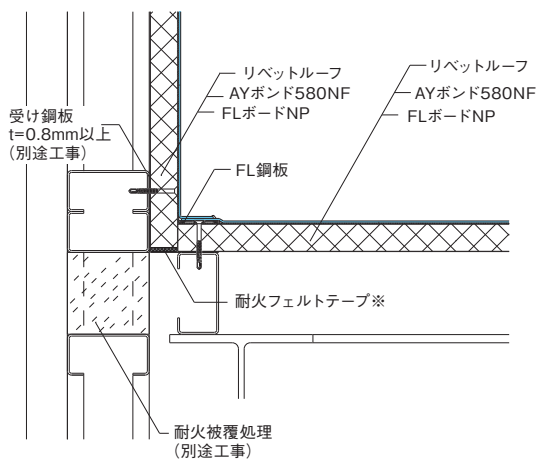 リベットルーフ
AYボンド580NF
FLボードNP
リベットルーフ
AYボンド580NF
FLボードNP
受け鋼板
t=0.8mm以上
(別途工事)
FL鋼板
耐火フェルトテープ※
耐火被覆処理
(別途工事)